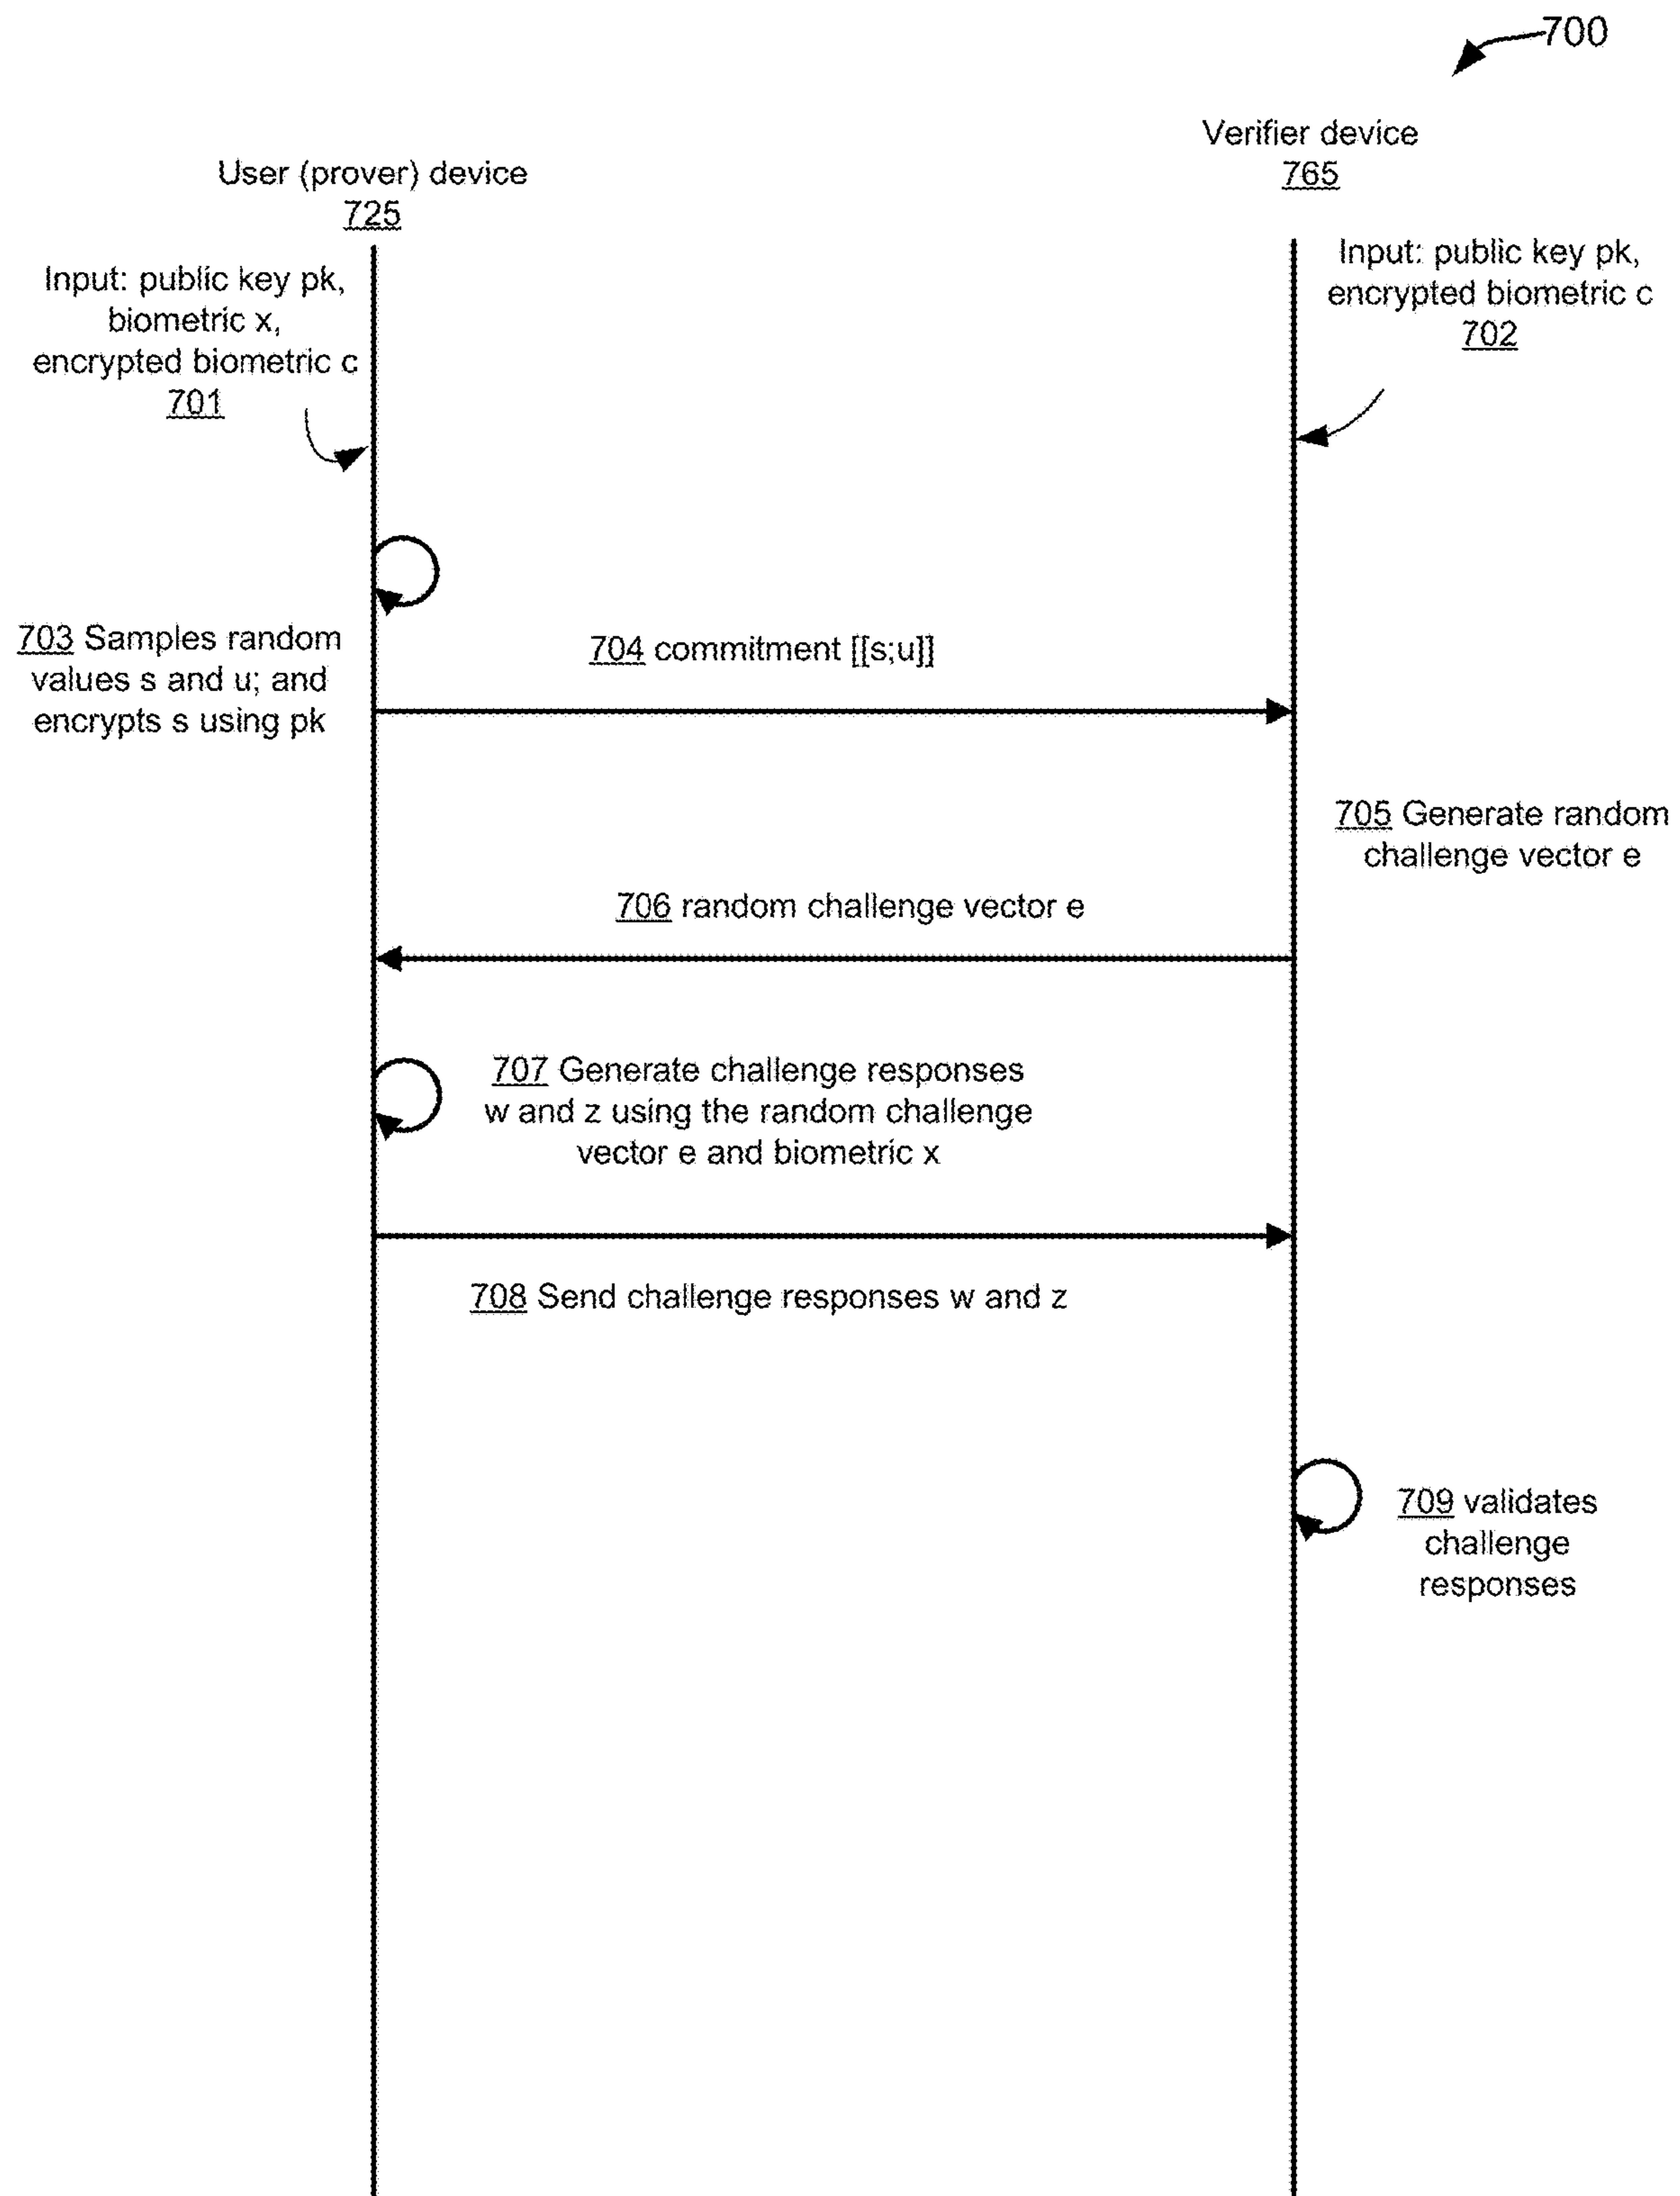 700
User (prover) device
725
Verifier device
765
Input: public key pk,
biometric x,
encrypted biometric c
701
Input: public key pk,
encrypted biometric c
702
703 Samples random
values s and u; and
encrypts s using pk
704 commitment [[s;u]]
705 Generate random
challenge vector e
706 random challenge vector e
707 Generate challenge responses
w and z using the random challenge
vector e and biometric x
708 Send challenge responses w and z
709 validates
challenge
responses